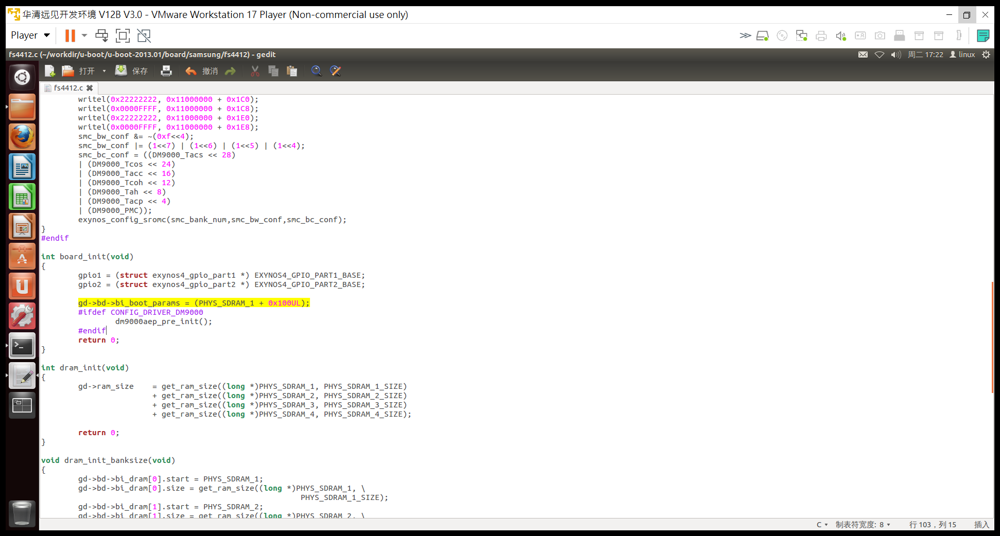 华清远见开发环境 V12B V3.0 - VMware Workstation 17 Player (Non-commercial use only)
Player
fs4412.c (~/workdir/u-boot/u-boot-2013.01/board/samsung/fs4412) - gedit
周二 17:22 linux
打开 保存 撤消
fs4412.c
writel(0x22222222, 0x11000000 + 0x1C0);
writel(0x0000FFFF, 0x11000000 + 0x1C8);
writel(0x22222222, 0x11000000 + 0x1E0);
writel(0x0000FFFF, 0x11000000 + 0x1E8);
smc_bw_conf &= ~(0xf<<4);
smc_bw_conf |= (1<<7) | (1<<6) | (1<<5) | (1<<4);
smc_bc_conf = ((DM9000_Tacs << 28)
| (DM9000_Tcos << 24)
| (DM9000_Tacc << 16)
| (DM9000_Tcoh << 12)
| (DM9000_Tah << 8)
| (DM9000_Tacp << 4)
| (DM9000_PMC));
exynos_config_sromc(smc_bank_num,smc_bw_conf,smc_bc_conf);
}
#endif
int board_init(void)
{
gpio1 = (struct exynos4_gpio_part1 *) EXYNOS4_GPIO_PART1_BASE;
gpio2 = (struct exynos4_gpio_part2 *) EXYNOS4_GPIO_PART2_BASE;
gd->bd->bi_boot_params = (PHYS_SDRAM_1 + 0x100UL);
#ifdef CONFIG_DRIVER_DM9000
dm9000aep_pre_init();
#endif
return 0;
}
int dram_init(void)
{
gd->ram_size = get_ram_size((long *)PHYS_SDRAM_1, PHYS_SDRAM_1_SIZE)
+ get_ram_size((long *)PHYS_SDRAM_2, PHYS_SDRAM_2_SIZE)
+ get_ram_size((long *)PHYS_SDRAM_3, PHYS_SDRAM_3_SIZE)
+ get_ram_size((long *)PHYS_SDRAM_4, PHYS_SDRAM_4_SIZE);
return 0;
}
void dram_init_banksize(void)
{
gd->bd->bi_dram[0].start = PHYS_SDRAM_1;
gd->bd->bi_dram[0].size = get_ram_size((long *)PHYS_SDRAM_1, \
PHYS_SDRAM_1_SIZE);
gd->bd->bi_dram[1].start = PHYS_SDRAM_2;
gd->bd->bi_dram[1].size = get_ram_size((long *)PHYS_SDRAM_2, \
C 制表符宽度: 8 行 103，列 15 插入